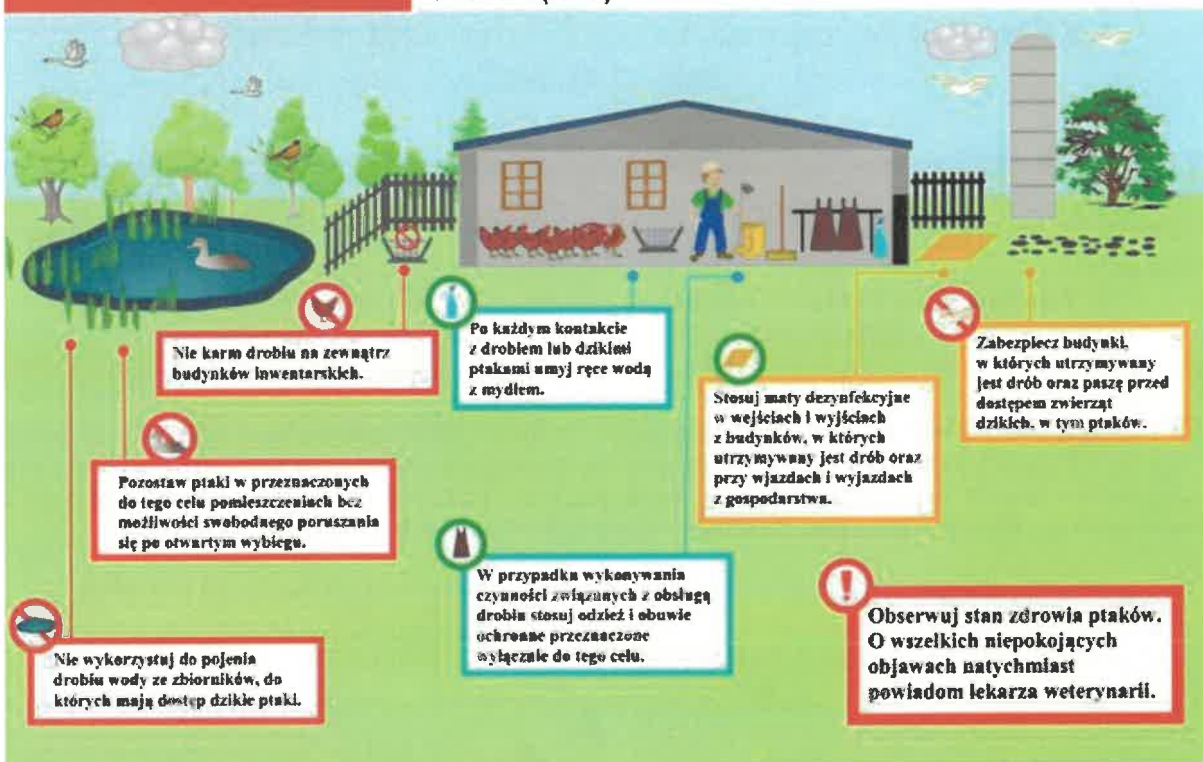 Nie karm drobiu na zewnątrz
budynków inwentarskich.
Po każdym kontakcie
z drobiem lub dzikimi
ptakami umyj ręce wodą
z mydłem.
Stosuj maty dezynfekcyjne
w wejściach i wyjściach
z budynków, w których
utrzymywany jest drób oraz
przy wjazdach i wyjazdach
z gospodarstwa.
Zabezpiecz budynki,
w których utrzymywany
jest drób oraz paszę przed
dostępem zwierząt
dzikich, w tym ptaków.
Pozostaw ptaki w przeznaczonych
do tego celu pomieszczeniach bez
możliwości swobodnego poruszania
się po otwartym wybiegu.
W przypadku wykonywania
czynności związanych z obsługą
drobiu stosuj odzież i obuwie
ochronne przeznaczone
wyłącznie do tego celu.
Nie wykorzystuj do pojenia
drobiu wody ze zbiorników, do
których mają dostęp dzikie ptaki.
Obserwuj stan zdrowia ptaków.
O wszelkich niepokojących
objawach natychmiast
powiadom lekarza weterynarii.